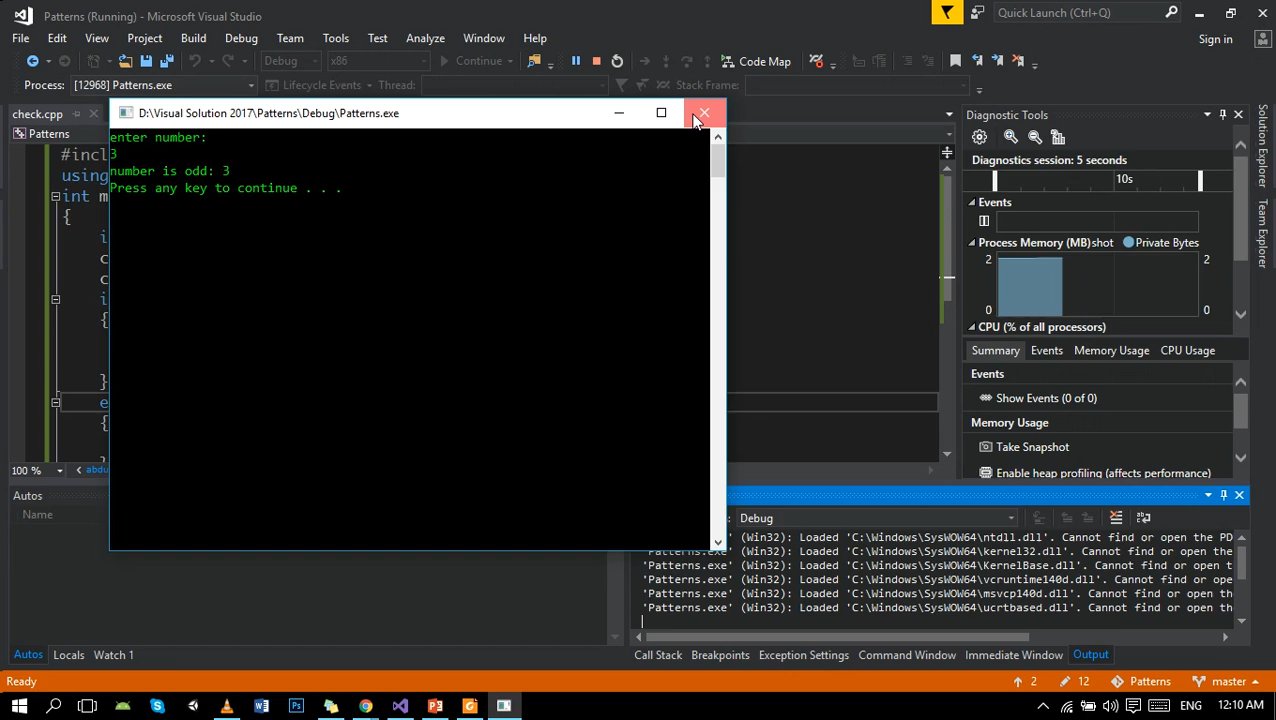 Patterns (Running) - Microsoft Visual Studio
Quick Launch (Ctrl+Q)
File Edit View Project Build Debug Team Tools Test Analyze Window Help
Sign in
Debug x86 Continue Code Map
Process: [12968] Patterns.exe Lifecycle Events Thread: Stack Frame:
check.cpp
Patterns
D:\Visual Solution 2017\Patterns\Debug\Patterns.exe
enter number:
3
number is odd: 3
Press any key to continue . . .
#incl
using
int m
{
i
c
c
i
{
}
e
{
}
100 %
abdu
Diagnostic Tools
Diagnostics session: 5 seconds
10s
Events
Process Memory (MB)shot Private Bytes
2 2
0 0
CPU (% of all processors)
Summary Events Memory Usage CPU Usage
Events
Show Events (0 of 0)
Memory Usage
Take Snapshot
Enable heap profiling (affects performance)
Solution Explorer
Team Explorer
Autos
Name
Debug
'Patterns.exe' (Win32): Loaded 'C:\Windows\SysWOW64\ntdll.dll'. Cannot find or open the PD
'Patterns.exe' (Win32): Loaded 'C:\Windows\SysWOW64\kernel32.dll'. Cannot find or open the
'Patterns.exe' (Win32): Loaded 'C:\Windows\SysWOW64\KernelBase.dll'. Cannot find or open t
'Patterns.exe' (Win32): Loaded 'C:\Windows\SysWOW64\vcruntime140d.dll'. Cannot find or ope
'Patterns.exe' (Win32): Loaded 'C:\Windows\SysWOW64\msvcp140d.dll'. Cannot find or open th
'Patterns.exe' (Win32): Loaded 'C:\Windows\SysWOW64\ucrtbased.dll'. Cannot find or open th
Autos Locals Watch 1
Call Stack Breakpoints Exception Settings Command Window Immediate Window Output
Ready
2 12 Patterns master
ENG 12:10 AM